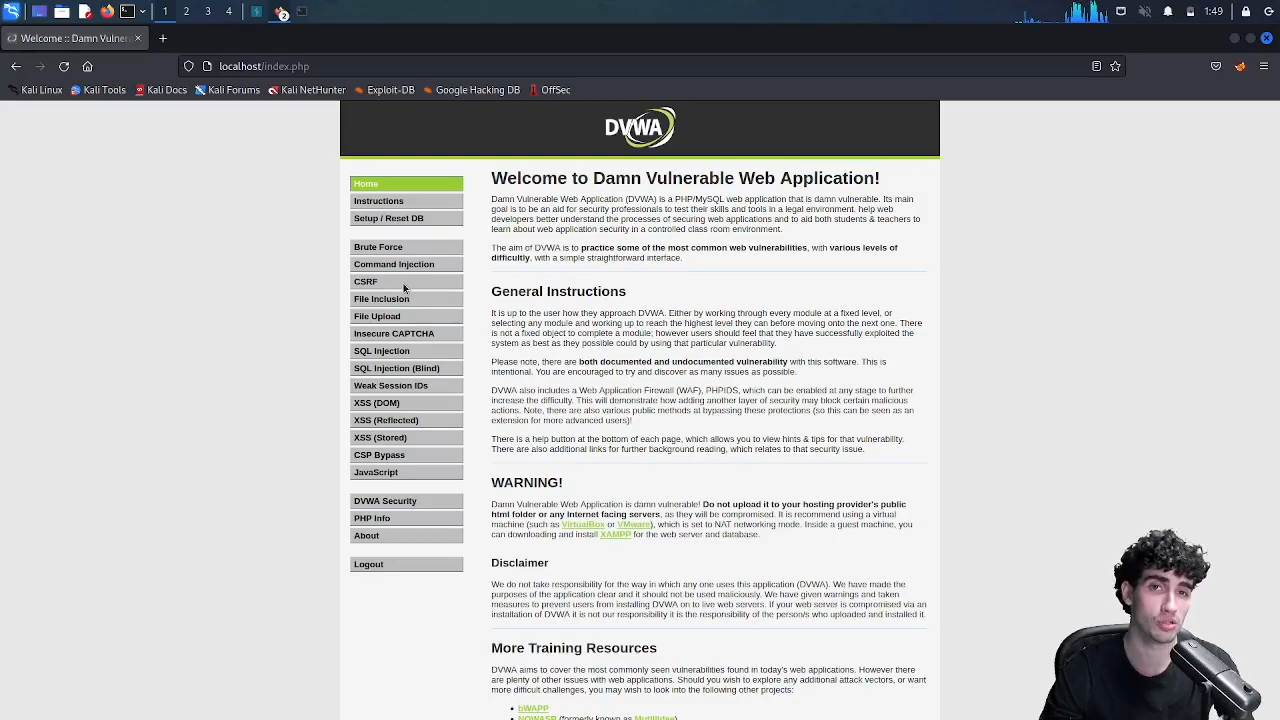 1 2 3 4
2
1:49
Welcome :: Damn Vulner
localhost/index.php
Kali Linux Kali Tools Kali Docs Kali Forums Kali NetHunter Exploit-DB Google Hacking DB OffSec
DVWA
Home
Instructions
Setup / Reset DB
Brute Force
Command Injection
CSRF
File Inclusion
File Upload
Insecure CAPTCHA
SQL Injection
SQL Injection (Blind)
Weak Session IDs
XSS (DOM)
XSS (Reflected)
XSS (Stored)
CSP Bypass
JavaScript
DVWA Security
PHP Info
About
Logout
Welcome to Damn Vulnerable Web Application!
Damn Vulnerable Web Application (DVWA) is a PHP/MySQL web application that is damn vulnerable. Its main
goal is to be an aid for security professionals to test their skills and tools in a legal environment, help web
developers better understand the processes of securing web applications and to aid both students & teachers to
learn about web application security in a controlled class room environment.
The aim of DVWA is to practice some of the most common web vulnerabilities, with various levels of
difficultly, with a simple straightforward interface.
General Instructions
It is up to the user how they approach DVWA. Either by working through every module at a fixed level, or
selecting any module and working up to reach the highest level they can before moving onto the next one. There
is not a fixed object to complete a module; however users should feel that they have successfully exploited the
system as best as they possible could by using that particular vulnerability.
Please note, there are both documented and undocumented vulnerability with this software. This is
intentional. You are encouraged to try and discover as many issues as possible.
DVWA also includes a Web Application Firewall (WAF), PHPIDS, which can be enabled at any stage to further
increase the difficulty. This will demonstrate how adding another layer of security may block certain malicious
actions. Note, there are also various public methods at bypassing these protections (so this can be seen as an
extension for more advanced users)!
There is a help button at the bottom of each page, which allows you to view hints & tips for that vulnerability.
There are also additional links for further background reading, which relates to that security issue.
WARNING!
Damn Vulnerable Web Application is damn vulnerable! Do not upload it to your hosting provider's public
html folder or any Internet facing servers, as they will be compromised. It is recommend using a virtual
machine (such as VirtualBox or VMware), which is set to NAT networking mode. Inside a guest machine, you
can downloading and install XAMPP for the web server and database.
Disclaimer
We do not take responsibility for the way in which any one uses this application (DVWA). We have made the
purposes of the application clear and it should not be used maliciously. We have given warnings and taken
measures to prevent users from installing DVWA on to live web servers. If your web server is compromised via an
installation of DVWA it is not our responsibility it is the responsibility of the person/s who uploaded and installed it.
More Training Resources
DVWA aims to cover the most commonly seen vulnerabilities found in today's web applications. However there
are plenty of other issues with web applications. Should you wish to explore any additional attack vectors, or want
more difficult challenges, you may wish to look into the following other projects:
bWAPP
NOWASP (formerly known as Mutillidae)